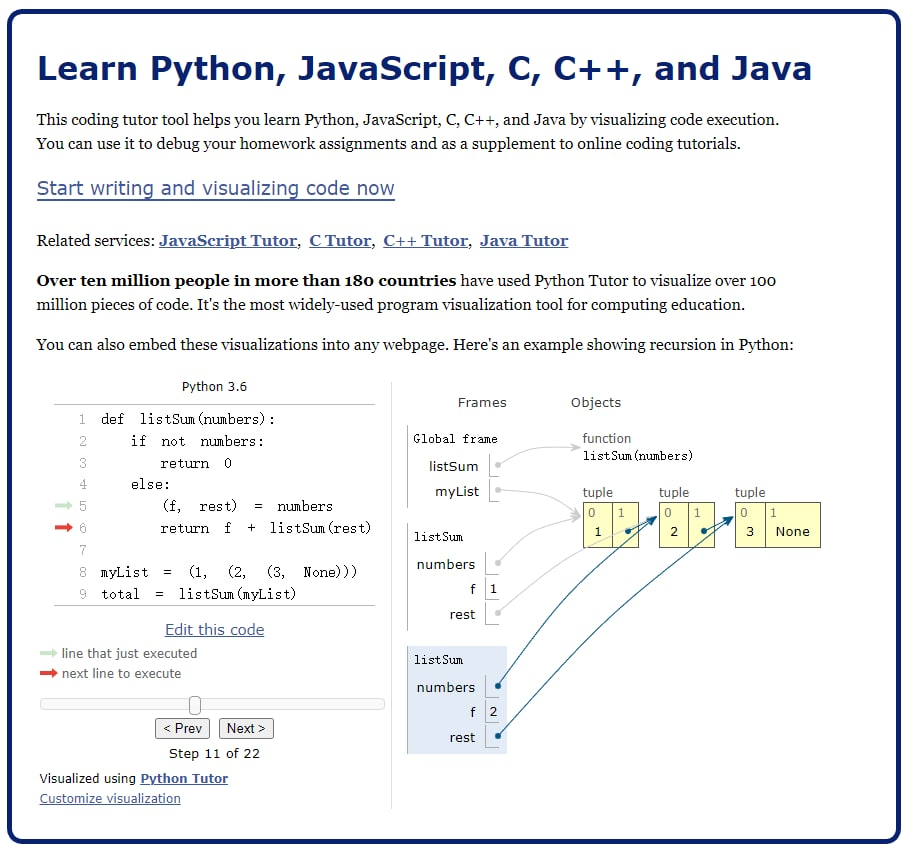 Learn Python, JavaScript, C, C++, and Java
This coding tutor tool helps you learn Python, JavaScript, C, C++, and Java by visualizing code execution.
You can use it to debug your homework assignments and as a supplement to online coding tutorials.
Start writing and visualizing code now
Related services: JavaScript Tutor, C Tutor, C++ Tutor, Java Tutor
Over ten million people in more than 180 countries have used Python Tutor to visualize over 100
million pieces of code. It's the most widely-used program visualization tool for computing education.
You can also embed these visualizations into any webpage. Here's an example showing recursion in Python:
Python 3.6
1 def listSum(numbers):
2 if not numbers:
3 return 0
4 else:
5 (f, rest) = numbers
6 return f + listSum(rest)
7
8 myList = (1, (2, (3, None)))
9 total = listSum(myList)
Edit this code
line that just executed
next line to execute
< Prev Next >
Step 11 of 22
Visualized using Python Tutor
Customize visualization
Frames Objects
Global frame
listSum
myList
function
listSum(numbers)
tuple tuple tuple
0 1 0 1 0 1
1 2 3 None
listSum
numbers
f 1
rest
listSum
numbers
f 2
rest